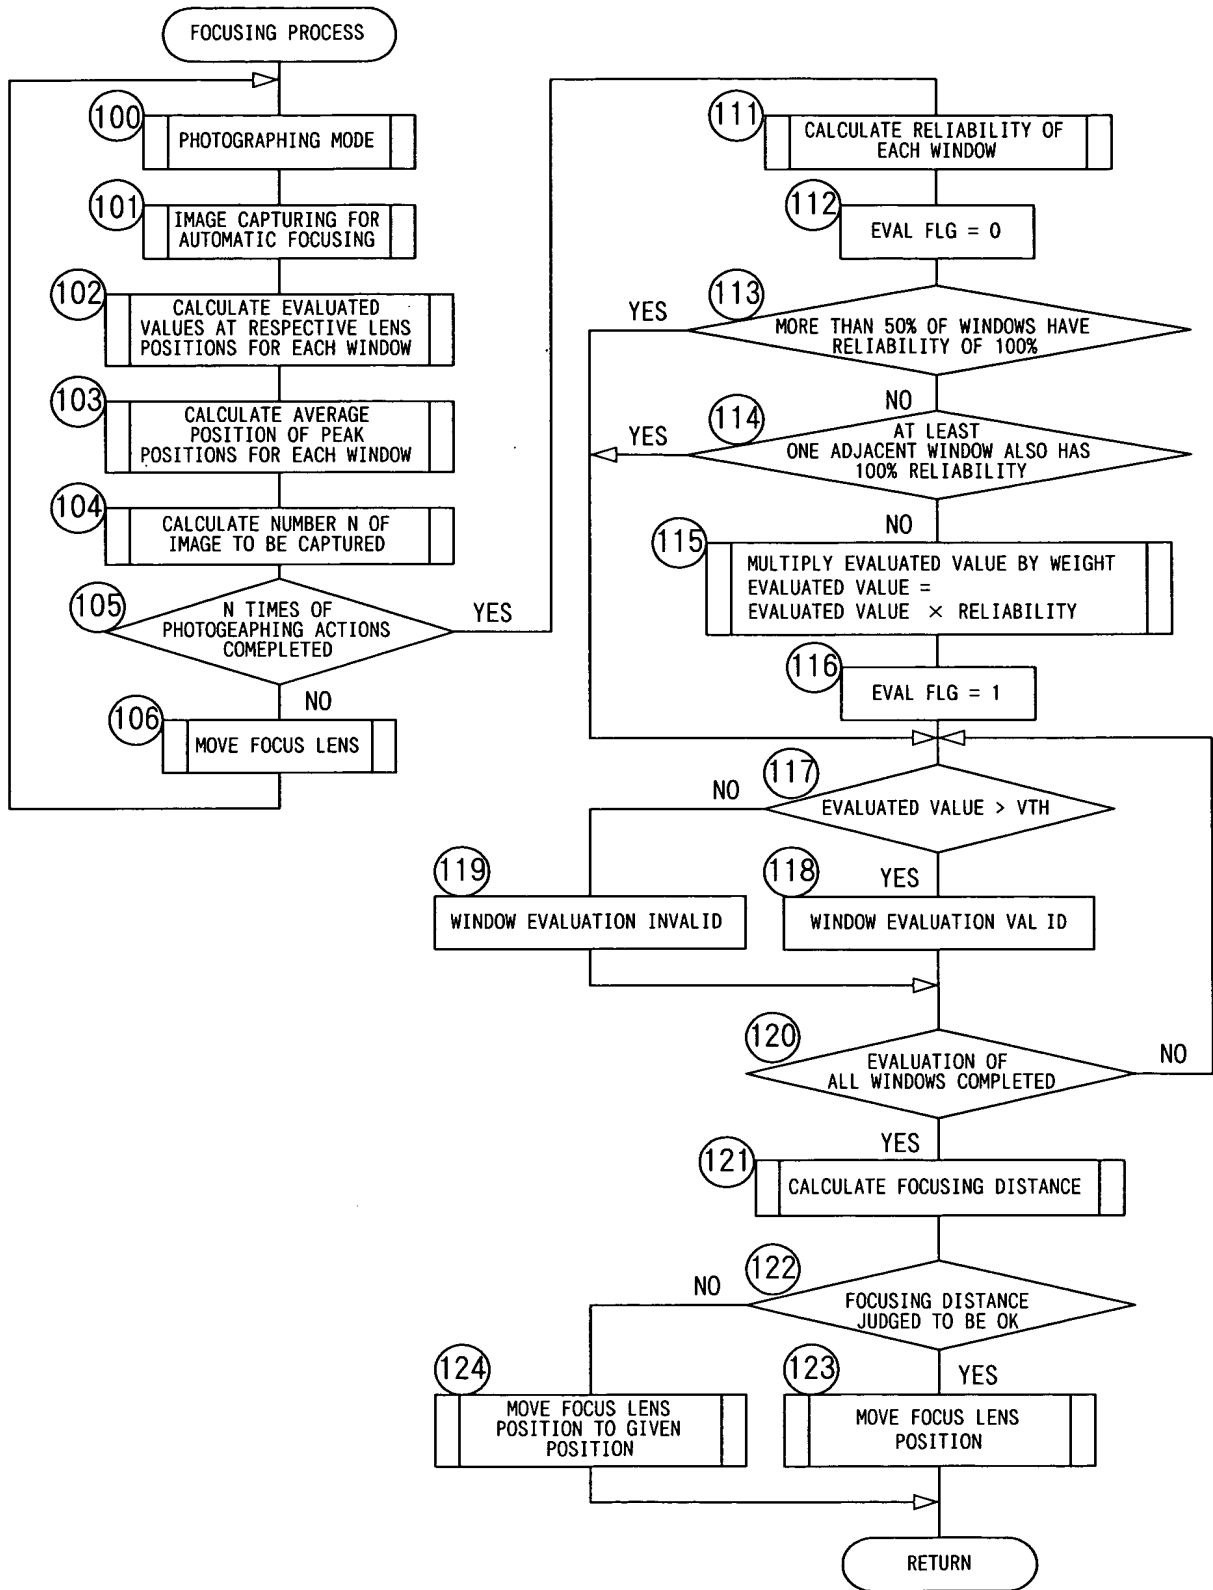 FOCUSING PROCESS
100
PHOTOGRAPHING MODE
101
IMAGE CAPTURING FOR
AUTOMATIC FOCUSING
102
CALCULATE EVALUATED
VALUES AT RESPECTIVE LENS
POSITIONS FOR EACH WINDOW
103
CALCULATE AVERAGE
POSITION OF PEAK
POSITIONS FOR EACH WINDOW
104
CALCULATE NUMBER N OF
IMAGE TO BE CAPTURED
105
N TIMES OF
PHOTOGEAPHING ACTIONS
COMEPLETED
YES
NO
106
MOVE FOCUS LENS
111
CALCULATE RELIABILITY OF
EACH WINDOW
112
EVAL FLG = 0
113
YES
MORE THAN 50% OF WINDOWS HAVE
RELIABILITY OF 100%
NO
114
YES
AT LEAST
ONE ADJACENT WINDOW ALSO HAS
100% RELIABILITY
NO
115
MULTIPLY EVALUATED VALUE BY WEIGHT
EVALUATED VALUE =
EVALUATED VALUE × RELIABILITY
116
EVAL FLG = 1
117
NO
EVALUATED VALUE > VTH
YES
119
WINDOW EVALUATION INVALID
118
WINDOW EVALUATION VAL ID
120
EVALUATION OF
ALL WINDOWS COMPLETED
NO
YES
121
CALCULATE FOCUSING DISTANCE
122
NO
FOCUSING DISTANCE
JUDGED TO BE OK
YES
124
MOVE FOCUS LENS
POSITION TO GIVEN
POSITION
123
MOVE FOCUS LENS
POSITION
RETURN